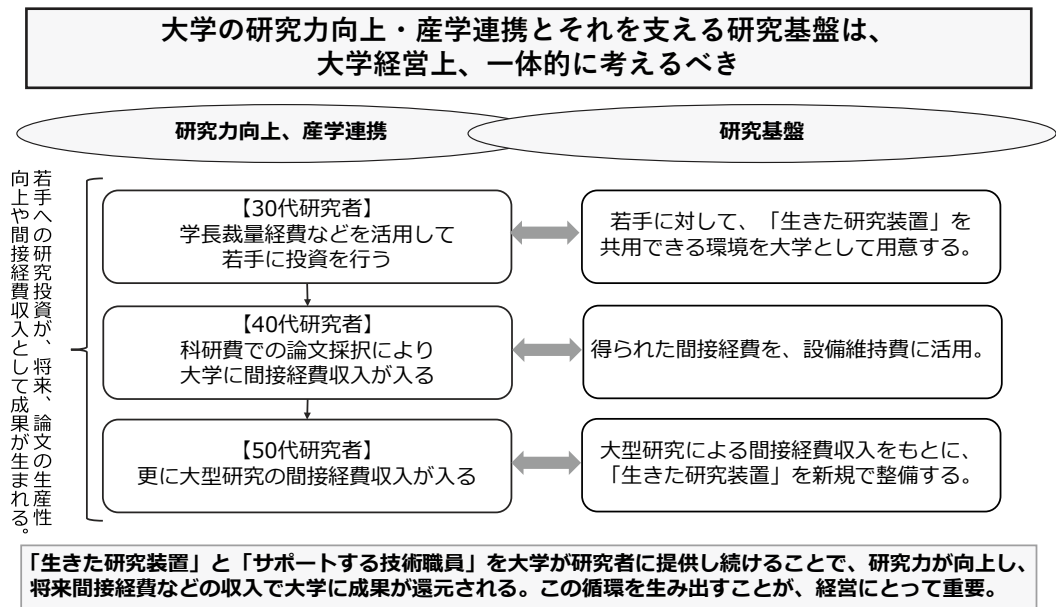 大学の研究力向上・産学連携とそれを支える研究基盤は、
大学経営上、一体的に考えるべき
研究力向上、産学連携
研究基盤
若手への研究投資が、将来、論文の生産性
向上や間接経費収入として成果が生まれる。
【30代研究者】
学長裁量経費などを活用して
若手に投資を行う
若手に対して、「生きた研究装置」を
共用できる環境を大学として用意する。
【40代研究者】
科研費での論文採択により
大学に間接経費収入が入る
得られた間接経費を、設備維持費に活用。
【50代研究者】
更に大型研究の間接経費収入が入る
大型研究による間接経費収入をもとに、
「生きた研究装置」を新規で整備する。
「生きた研究装置」と「サポートする技術職員」を大学が研究者に提供し続けることで、研究力が向上し、
将来間接経費などの収入で大学に成果が還元される。この循環を生み出すことが、経営にとって重要。